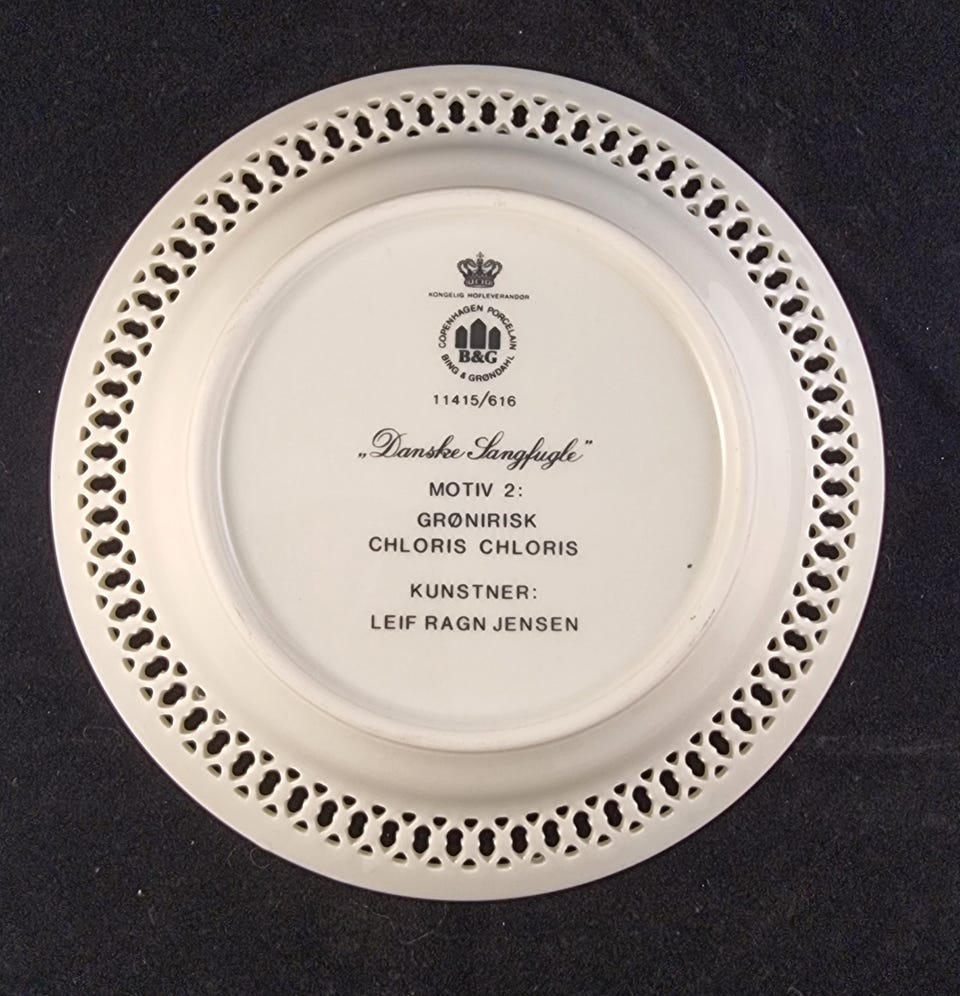 KONGELIG HOFLEVERANDØR
COPENHAGEN PORCELAIN
B&G
BING & GRØNDAHL
11415/616
„Danske Sangfugle”
MOTIV 2:
GRØNIRISK
CHLORIS CHLORIS
KUNSTNER:
LEIF RAGN JENSEN